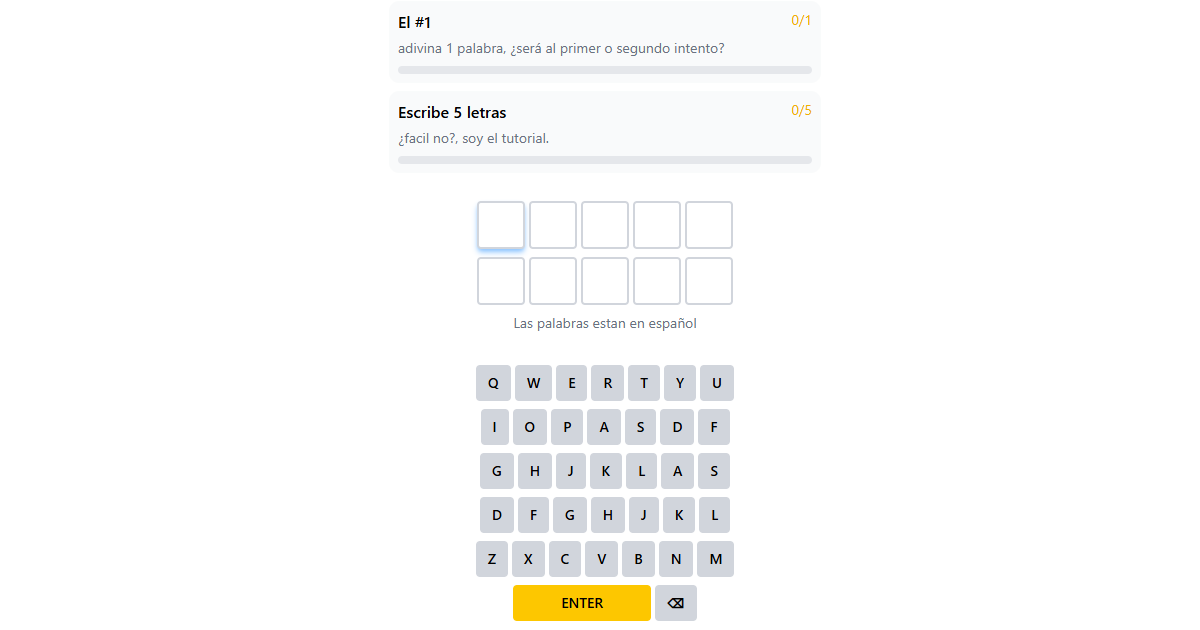 El #1 0/1
adivina 1 palabra, ¿será al primer o segundo intento?
Escribe 5 letras 0/5
¿facil no?, soy el tutorial.
Las palabras estan en español
Q W E R T Y U
I O P A S D F
G H J K L A S
D F G H J K L
Z X C V B N M
ENTER ⌫